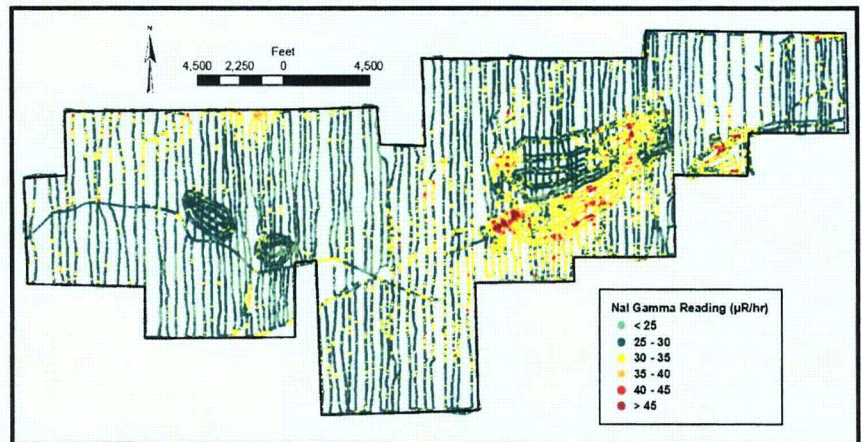 N
Feet
4,500 2,250 0 4,500
NaI Gamma Reading (µR/hr)
< 25
25 - 30
30 - 35
35 - 40
40 - 45
> 45